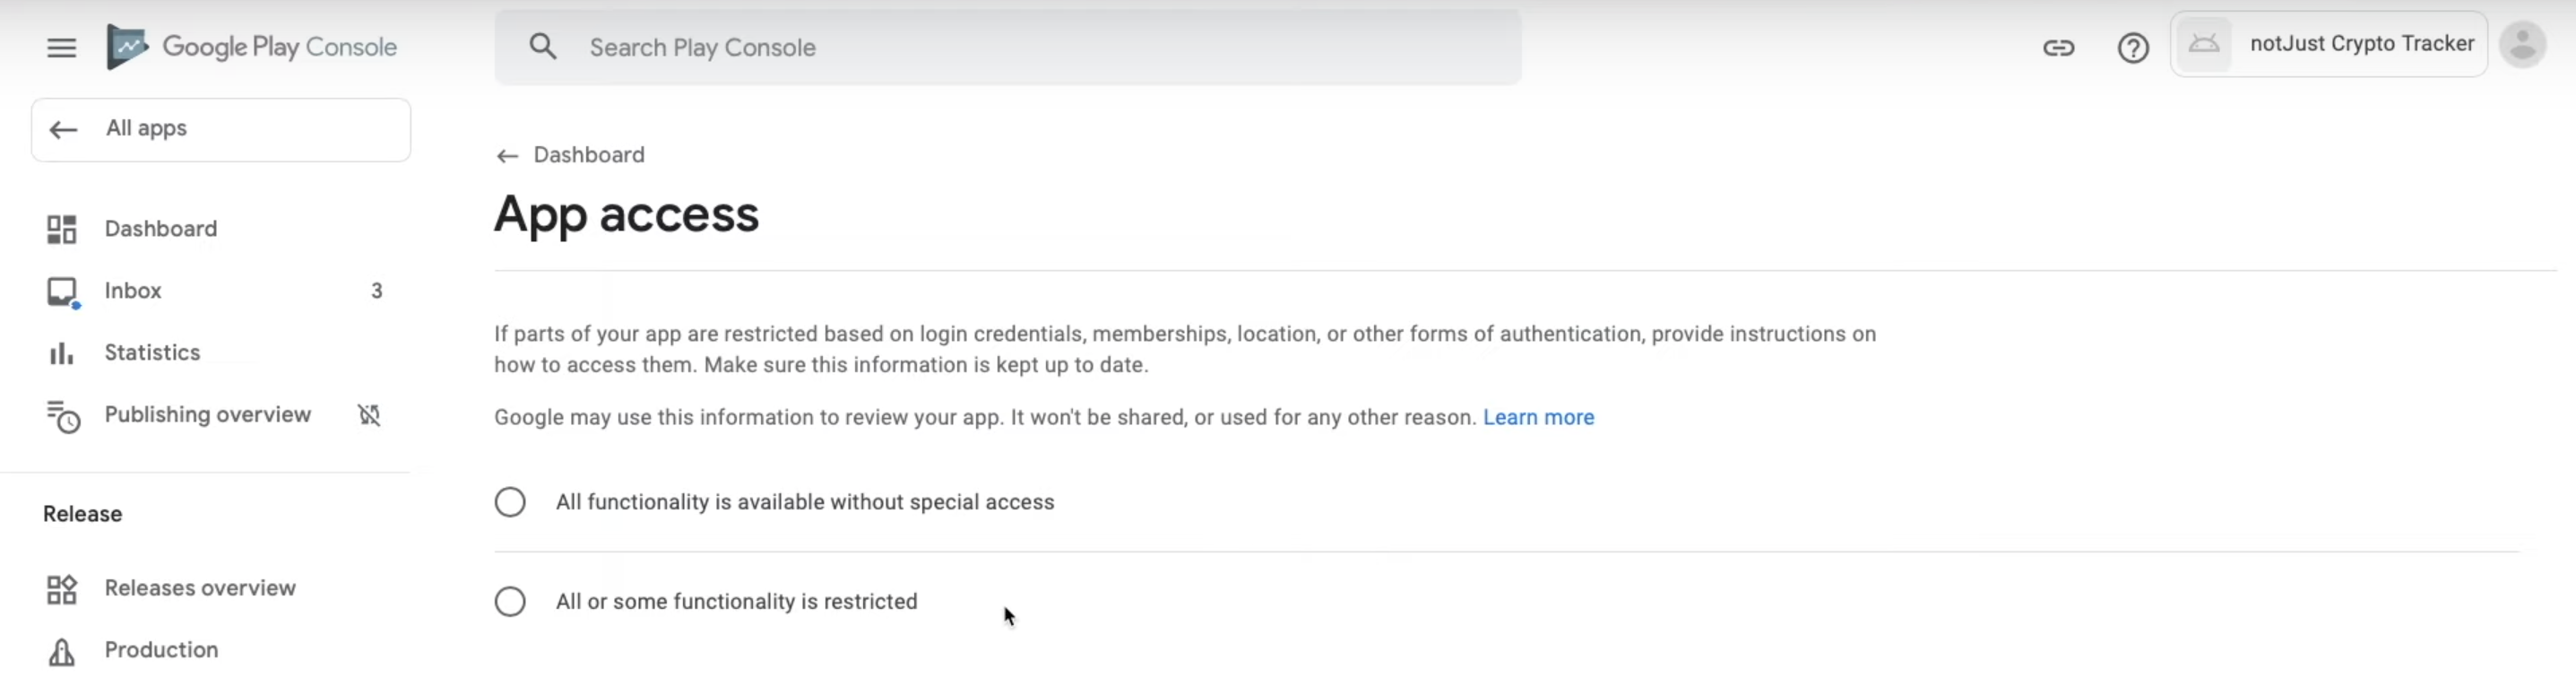 Google Play Console
Search Play Console
notJust Crypto Tracker
All apps
Dashboard
Inbox 3
Statistics
Publishing overview
Release
Releases overview
Production
Dashboard
App access
If parts of your app are restricted based on login credentials, memberships, location, or other forms of authentication, provide instructions on
how to access them. Make sure this information is kept up to date.
Google may use this information to review your app. It won't be shared, or used for any other reason. Learn more
All functionality is available without special access
All or some functionality is restricted